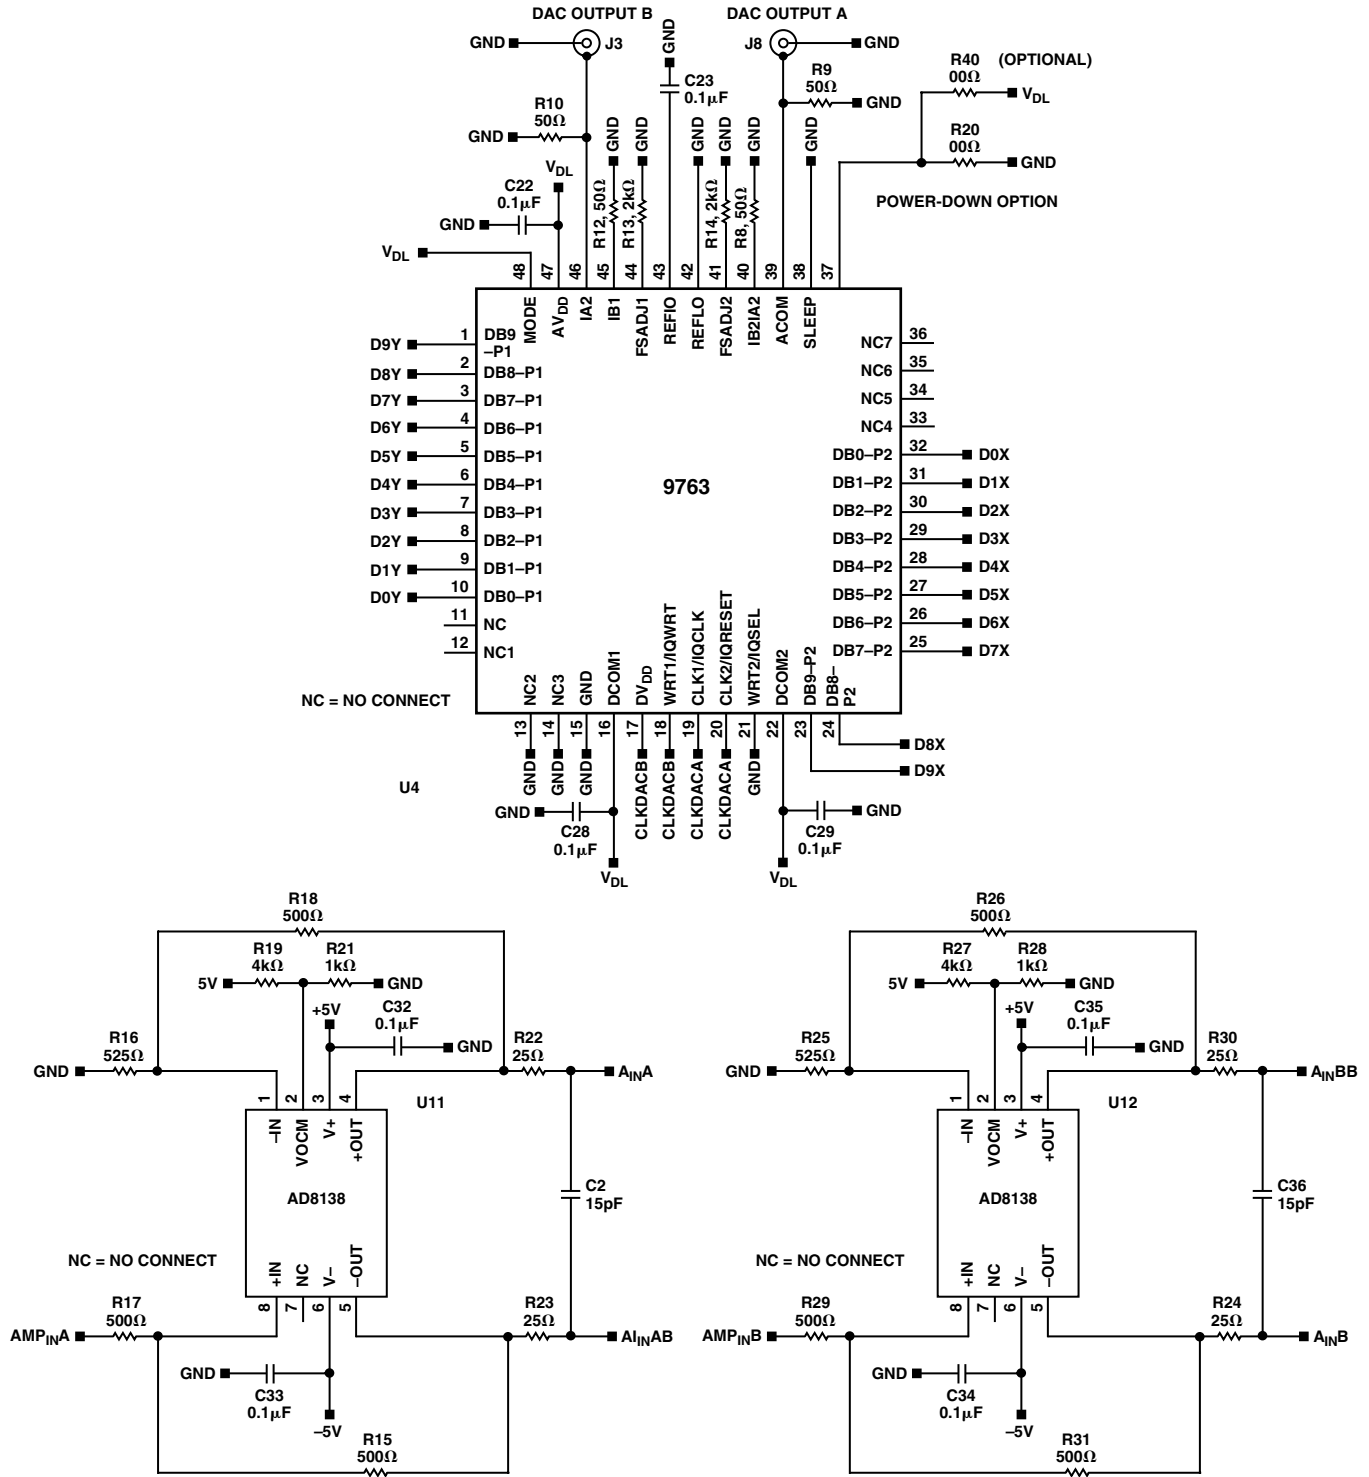 DAC OUTPUT B
DAC OUTPUT A
GND
J3
GND
J8
GND
R40 (OPTIONAL)
00Ω
VDL
C23
0.1µF
R9
50Ω
GND
R10
50Ω
GND
GND
GND
GND
GND
GND
GND
R20
00Ω
GND
VDL
C22
0.1µF
GND
R12, 50Ω
R13, 2kΩ
R14, 2kΩ
R8, 50Ω
POWER-DOWN OPTION
VDL
48 47 46 45 44 43 42 41 40 39 38 37
MODE
AVDD
IA2
IB1
FSADJ1
REFIO
REFLO
FSADJ2
IB2IA2
ACOM
SLEEP
D9Y 1 DB9
–P1
D8Y 2 DB8–P1
D7Y 3 DB7–P1
D6Y 4 DB6–P1
D5Y 5 DB5–P1
D4Y 6 DB4–P1
D3Y 7 DB3–P1
D2Y 8 DB2–P1
D1Y 9 DB1–P1
D0Y 10 DB0–P1
11 NC
12 NC1
9763
NC7 36
NC6 35
NC5 34
NC4 33
DB0–P2 32 D0X
DB1–P2 31 D1X
DB2–P2 30 D2X
DB3–P2 29 D3X
DB4–P2 28 D4X
DB5–P2 27 D5X
DB6–P2 26 D6X
DB7–P2 25 D7X
NC2
NC3
GND
DCOM1
DVDD
WRT1/IQWRT
CLK1/IQCLK
CLK2/IQRESET
WRT2/IQSEL
DCOM2
DB9–P2
DB8–
P2
NC = NO CONNECT
13 14 15 16 17 18 19 20 21 22 23 24
GND
GND
GND
CLKDACB
CLKDACB
CLKDACA
CLKDACA
GND
D8X
D9X
U4
GND
C28
0.1µF
VDL
C29
0.1µF
GND
VDL
R18
500Ω
R19
4kΩ
R21
1kΩ
5V
GND
+5V
C32
0.1µF
GND
R16
525Ω
GND
R22
25Ω
AINA
1 2 3 4
U11
–IN
VOCM
V+
+OUT
AD8138
C2
15pF
NC = NO CONNECT
+IN
NC
V–
–OUT
8 7 6 5
R17
500Ω
AMPINA
R23
25Ω
AIINAB
GND
C33
0.1µF
–5V
R15
500Ω
R26
500Ω
R27
4kΩ
R28
1kΩ
5V
GND
+5V
C35
0.1µF
GND
R25
525Ω
GND
R30
25Ω
AINBB
1 2 3 4
U12
–IN
VOCM
V+
+OUT
AD8138
C36
15pF
NC = NO CONNECT
+IN
NC
V–
–OUT
8 7 6 5
R29
500Ω
AMPINB
R24
25Ω
AINB
GND
C34
0.1µF
–5V
R31
500Ω